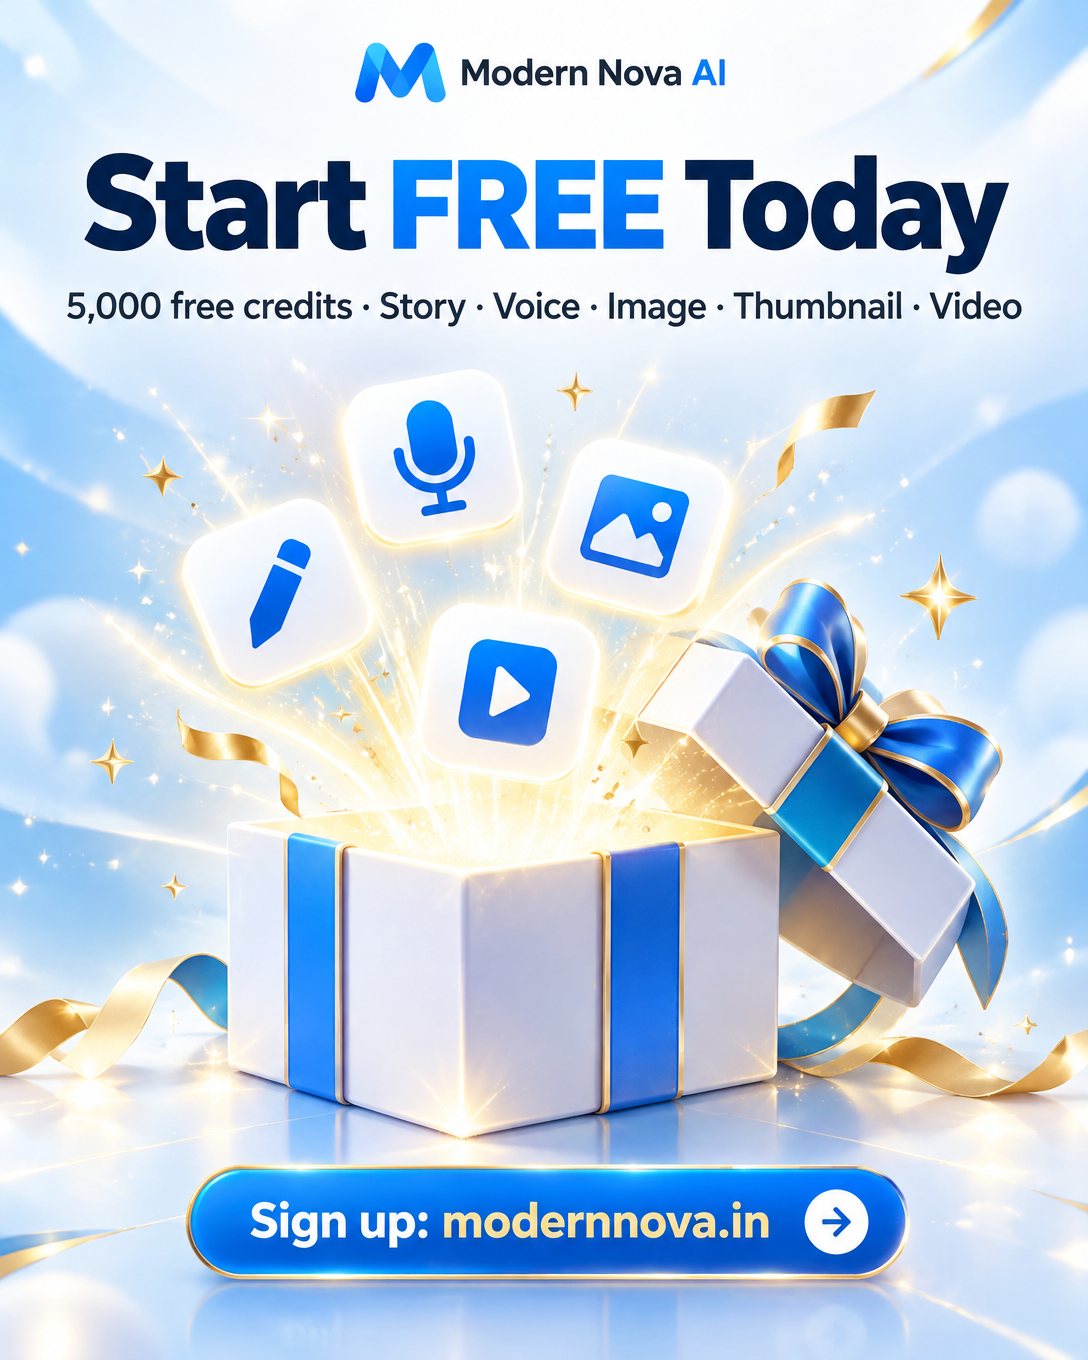 Modern Nova AI
Start FREE Today
5,000 free credits · Story · Voice · Image · Thumbnail · Video
Sign up: modernnova.in